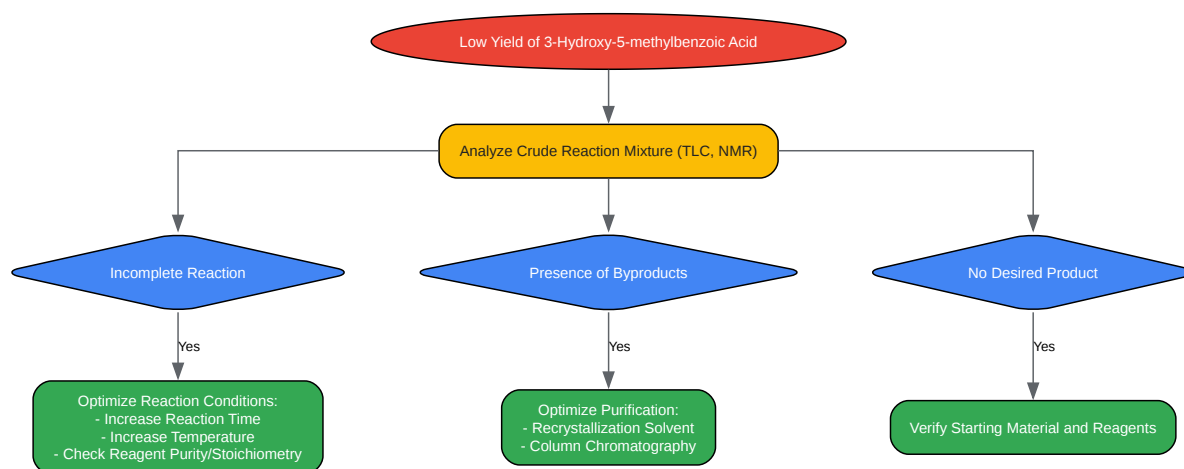 Low Yield of 3-Hydroxy-5-methylbenzoic Acid
Analyze Crude Reaction Mixture (TLC, NMR)
Incomplete Reaction
Presence of Byproducts
No Desired Product
Yes
Yes
Yes
Optimize Reaction Conditions:
- Increase Reaction Time
- Increase Temperature
- Check Reagent Purity/Stoichiometry
Optimize Purification:
- Recrystallization Solvent
- Column Chromatography
Verify Starting Material and Reagents